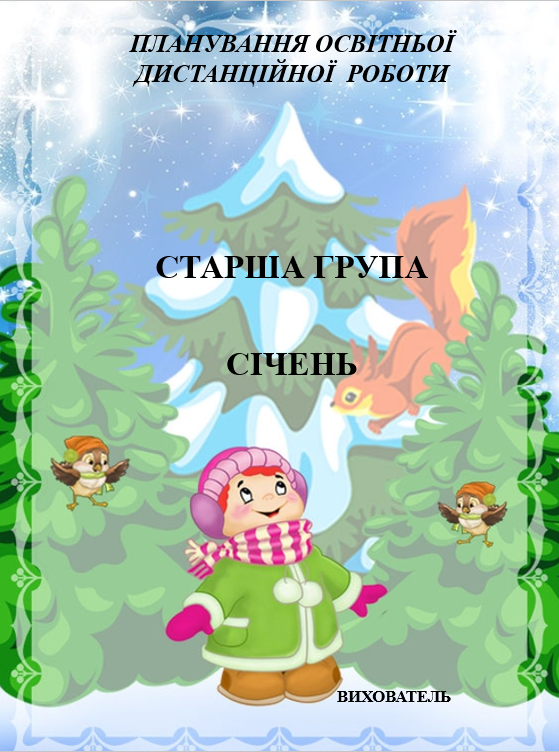 ПЛАНУВАННЯ ОСВІТНЬОЇ
ДИСТАНЦІЙНОЇ РОБОТИ
СТАРША ГРУПА
СІЧЕНЬ
ВИХОВАТЕЛЬ